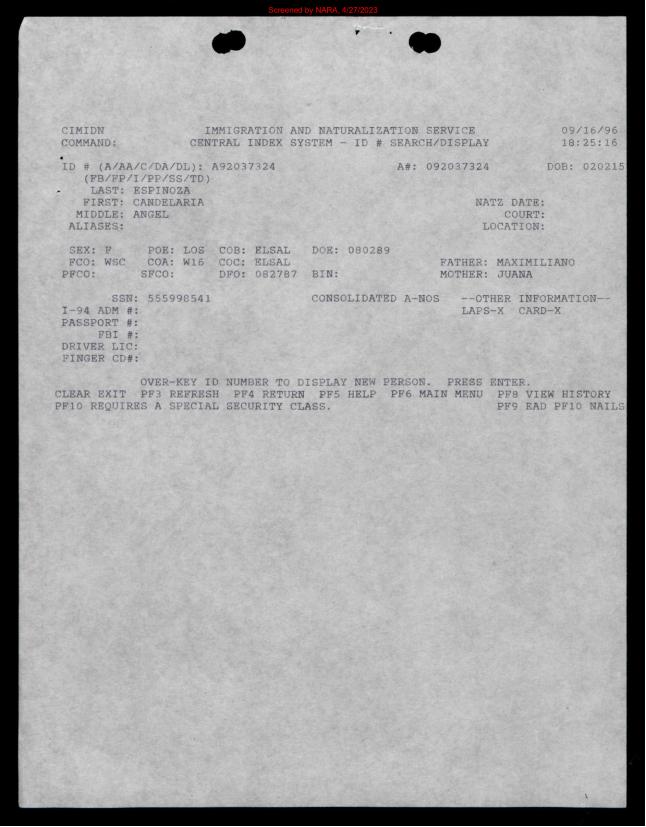 Screened by NARA, 4/27/2023
CIMIDN IMMIGRATION AND NATURALIZATION SERVICE 09/16/96
COMMAND: CENTRAL INDEX SYSTEM - ID # SEARCH/DISPLAY 18:25:16
ID # (A/AA/C/DA/DL): A92037324 A#: 092037324 DOB: 020215
(FB/FP/I/PP/SS/TD)
LAST: ESPINOZA
FIRST: CANDELARIA NATZ DATE:
MIDDLE: ANGEL COURT:
ALIASES: LOCATION:
SEX: F POE: LOS COB: ELSAL DOE: 080289
FCO: WSC COA: W16 COC: ELSAL FATHER: MAXIMILIANO
PFCO: SFCO: DFO: 082787 BIN: MOTHER: JUANA
SSN: 555998541 CONSOLIDATED A-NOS --OTHER INFORMATION--
I-94 ADM #: LAPS-X CARD-X
PASSPORT #:
FBI #:
DRIVER LIC:
FINGER CD#:
OVER-KEY ID NUMBER TO DISPLAY NEW PERSON. PRESS ENTER.
CLEAR EXIT PF3 REFRESH PF4 RETURN PF5 HELP PF6 MAIN MENU PF8 VIEW HISTORY
PF10 REQUIRES A SPECIAL SECURITY CLASS. PF9 EAD PF10 NAILS